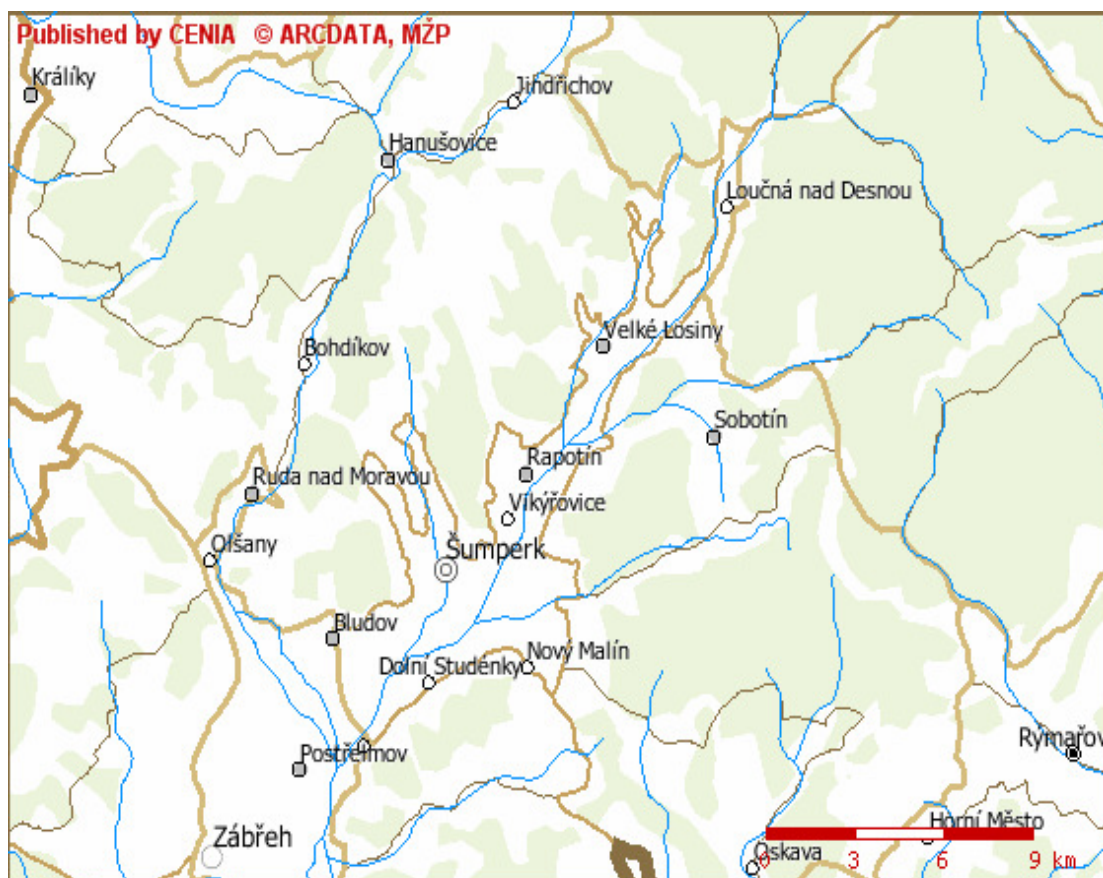 Published by CENIA © ARCDATA, MŽP
Králíky
Jindřichov
Hanušovice
Loučná nad Desnou
Velké Losiny
Bohdíkov
Sobotín
Rapotín
Ruda nad Moravou
Vikýřovice
Olšany
Šumperk
Bludov
Nový Malín
Dolní Studénky
Rýmařov
Postřelmov
Zábřeh
Horní Město
Oskava
0 3 6 9 km